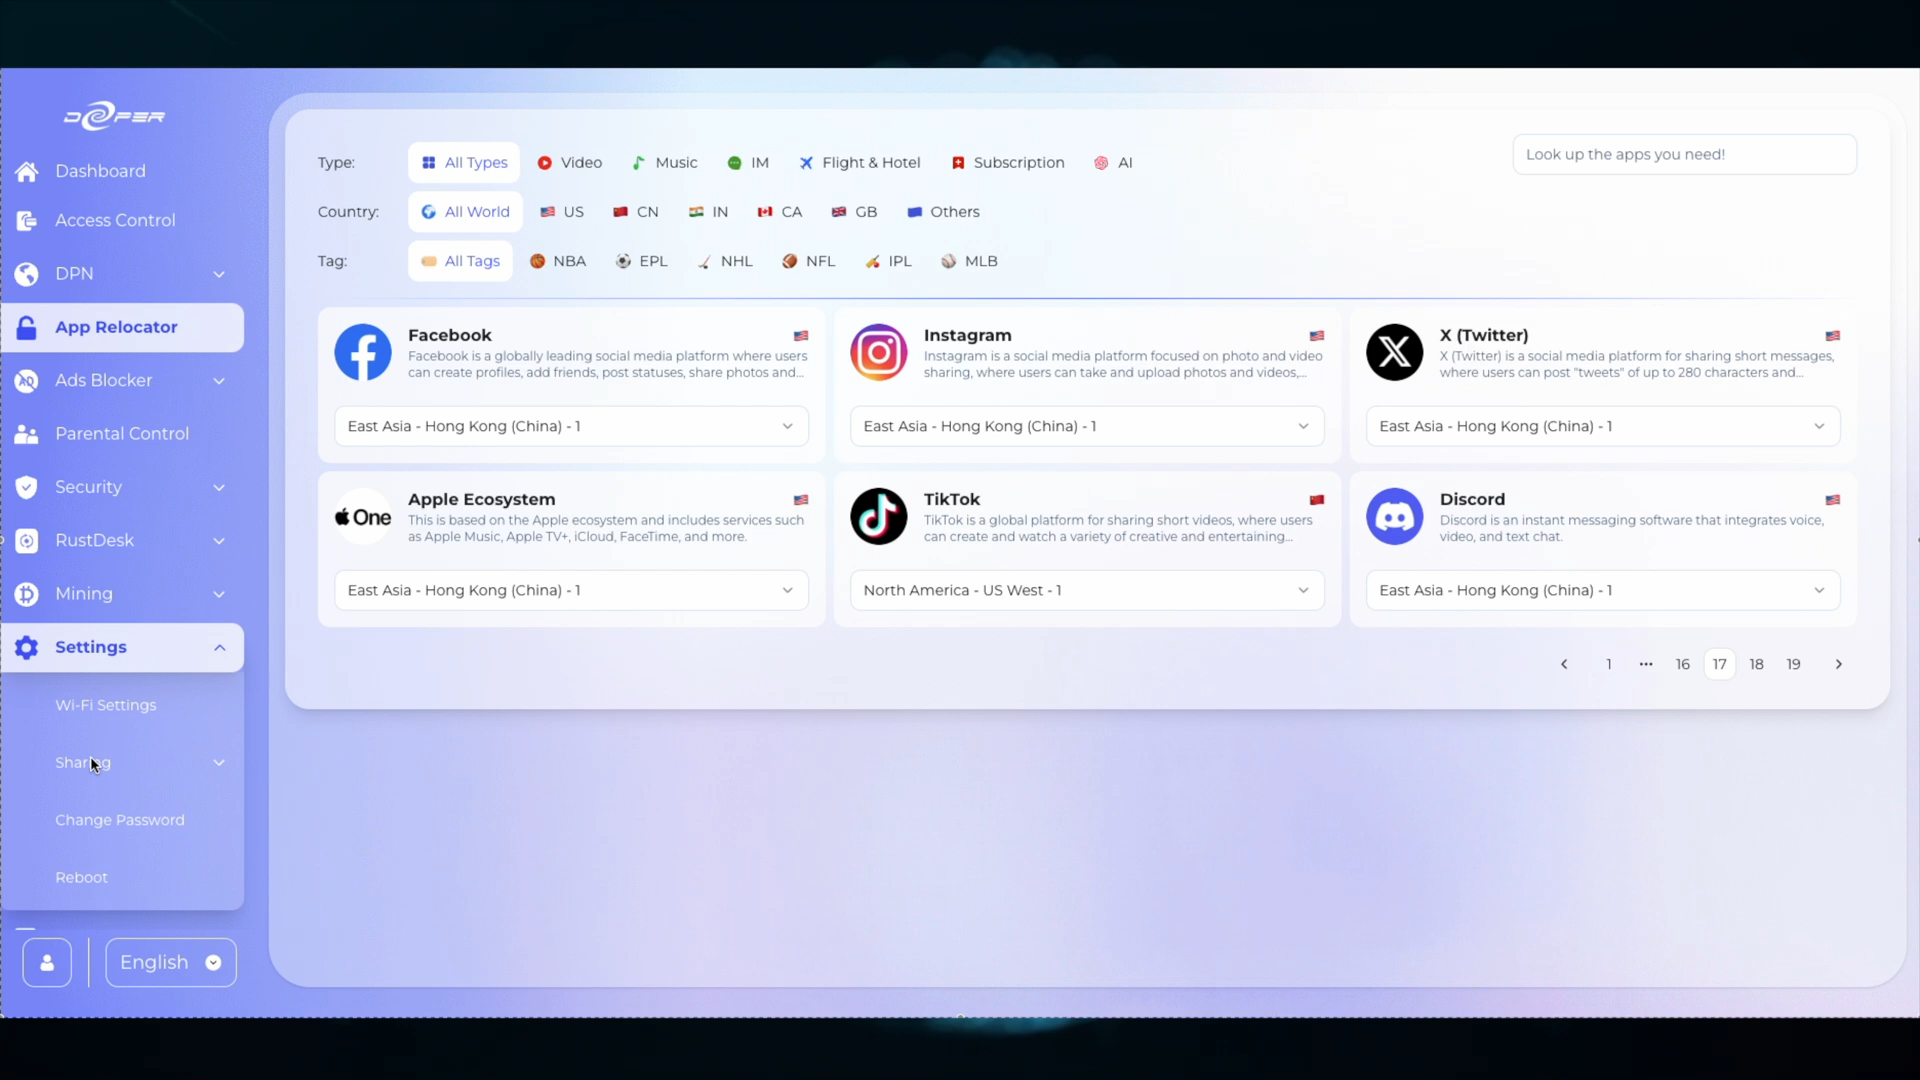 DEEPER
Dashboard
Access Control
DPN
App Relocator
Ads Blocker
Parental Control
Security
RustDesk
Mining
Settings
Wi-Fi Settings
Sharing
Change Password
Reboot
English
Type:
All Types
Video
Music
IM
Flight & Hotel
Subscription
AI
Look up the apps you need!
Country:
All World
US
CN
IN
CA
GB
Others
Tag:
All Tags
NBA
EPL
NHL
NFL
IPL
MLB
Facebook
Facebook is a globally leading social media platform where users
can create profiles, add friends, post statuses, share photos and...
East Asia - Hong Kong (China) - 1
Instagram
Instagram is a social media platform focused on photo and video
sharing, where users can take and upload photos and videos,...
East Asia - Hong Kong (China) - 1
X (Twitter)
X (Twitter) is a social media platform for sharing short messages,
where users can post "tweets" of up to 280 characters and...
East Asia - Hong Kong (China) - 1
One
Apple Ecosystem
This is based on the Apple ecosystem and includes services such
as Apple Music, Apple TV+, iCloud, FaceTime, and more.
East Asia - Hong Kong (China) - 1
TikTok
TikTok is a global platform for sharing short videos, where users
can create and watch a variety of creative and entertaining...
North America - US West - 1
Discord
Discord is an instant messaging software that integrates voice,
video, and text chat.
East Asia - Hong Kong (China) - 1
1 ... 16 17 18 19